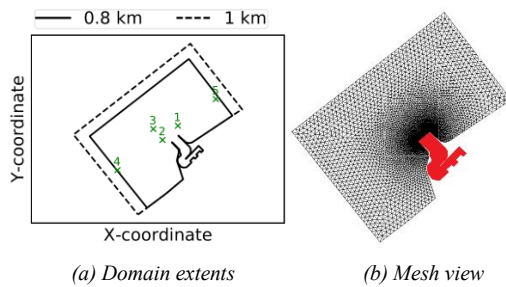 0.8 km 1 km
5
1
3
2
4
Y-coordinate
X-coordinate
(a) Domain extents
(b) Mesh view